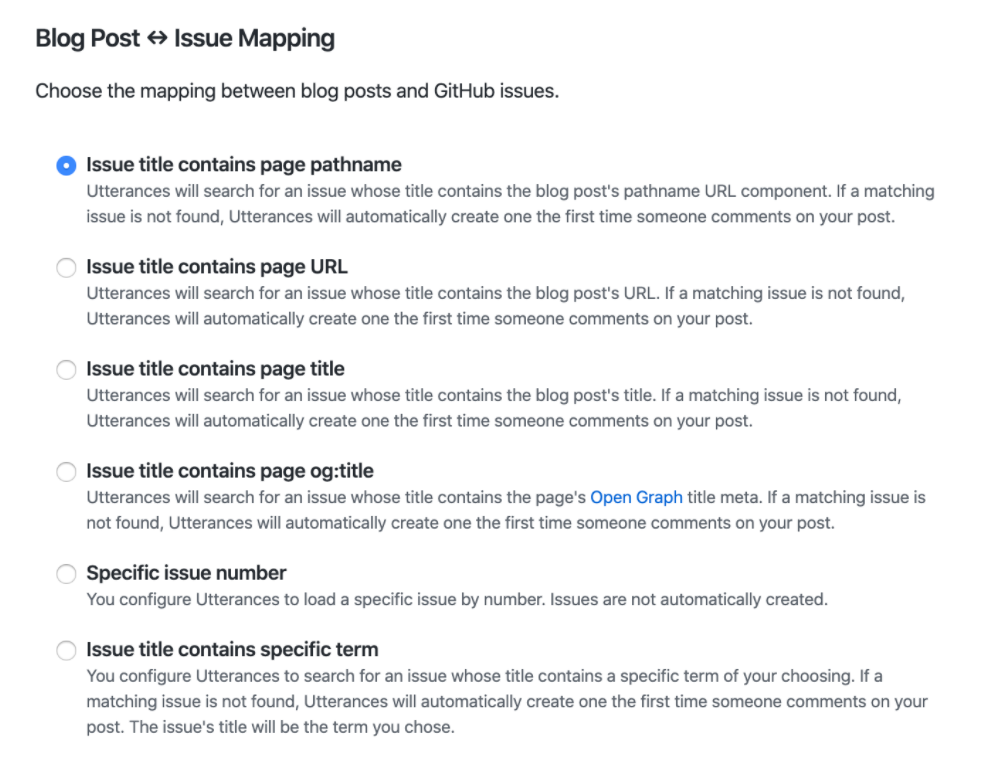 Blog Post ↔ Issue Mapping
Choose the mapping between blog posts and GitHub issues.
Issue title contains page pathname
Utterances will search for an issue whose title contains the blog post's pathname URL component. If a matching
issue is not found, Utterances will automatically create one the first time someone comments on your post.
Issue title contains page URL
Utterances will search for an issue whose title contains the blog post's URL. If a matching issue is not found,
Utterances will automatically create one the first time someone comments on your post.
Issue title contains page title
Utterances will search for an issue whose title contains the blog post's title. If a matching issue is not found,
Utterances will automatically create one the first time someone comments on your post.
Issue title contains page og:title
Utterances will search for an issue whose title contains the page's Open Graph title meta. If a matching issue is
not found, Utterances will automatically create one the first time someone comments on your post.
Specific issue number
You configure Utterances to load a specific issue by number. Issues are not automatically created.
Issue title contains specific term
You configure Utterances to search for an issue whose title contains a specific term of your choosing. If a
matching issue is not found, Utterances will automatically create one the first time someone comments on your
post. The issue's title will be the term you chose.